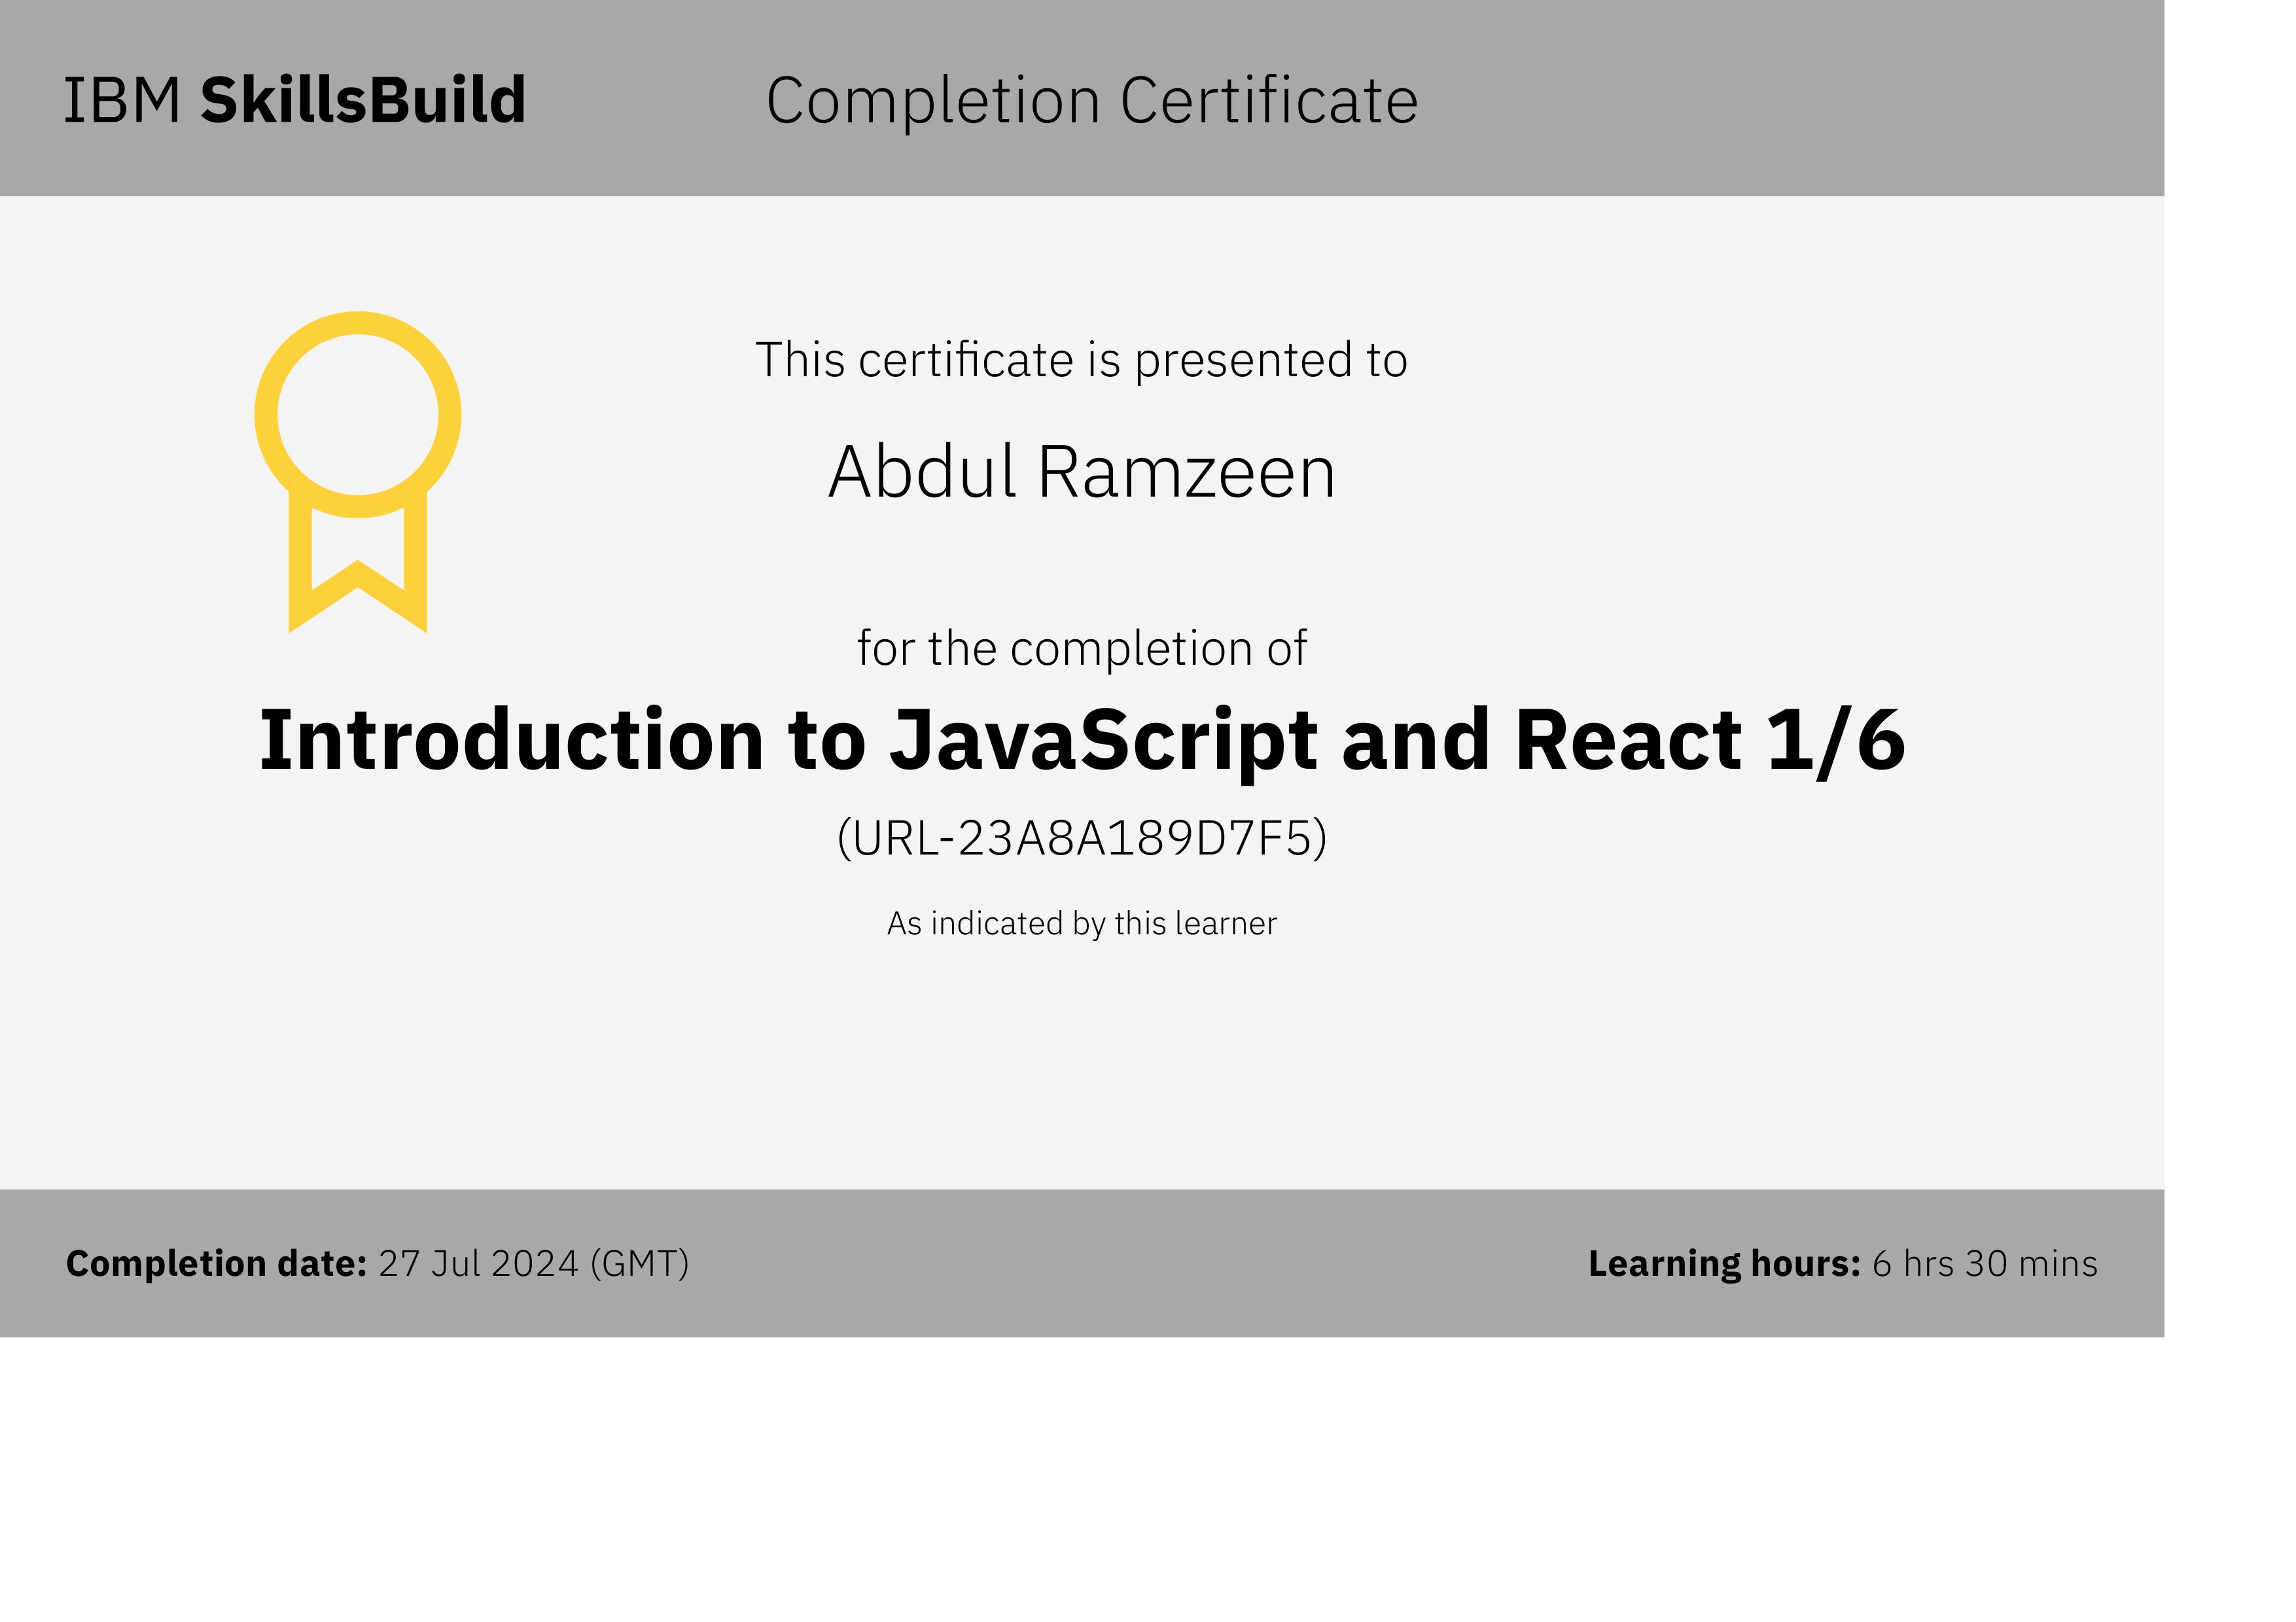 IBM SkillsBuild
Completion Certificate
This certificate is presented to
Abdul Ramzeen
for the completion of
Introduction to JavaScript and React 1/6
(URL-23A8A189D7F5)
As indicated by this learner
Completion date: 27 Jul 2024 (GMT)
Learning hours: 6 hrs 30 mins